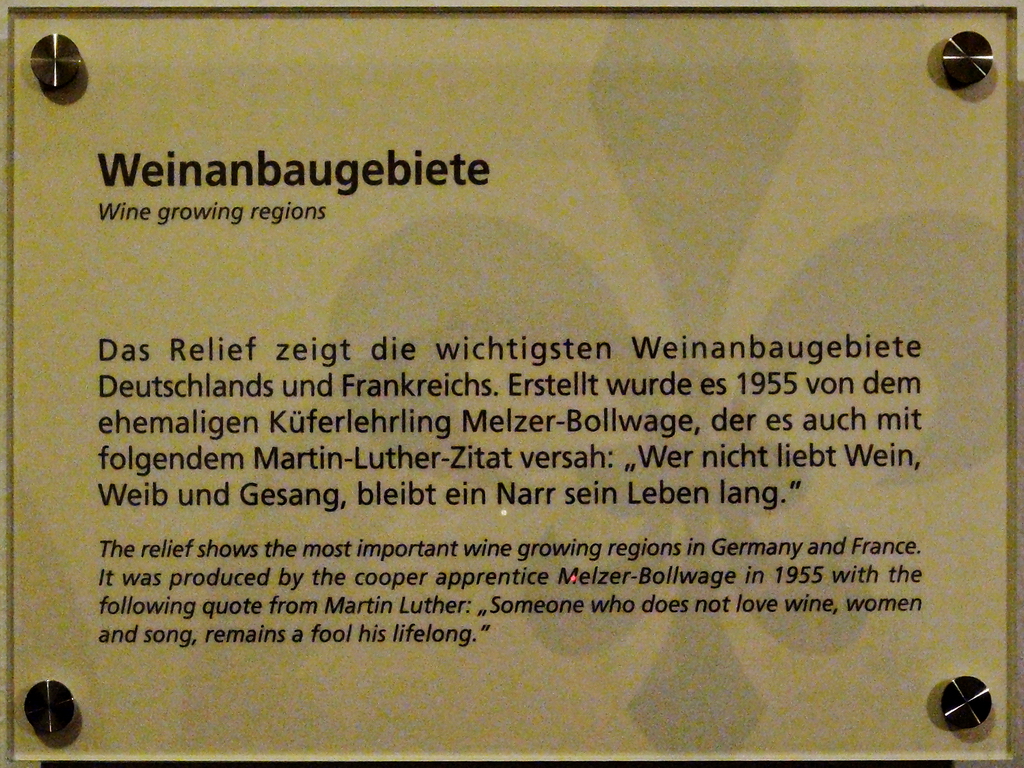 Weinanbaugebiete
Wine growing regions
Das Relief zeigt die wichtigsten Weinanbaugebiete
Deutschlands und Frankreichs. Erstellt wurde es 1955 von dem
ehemaligen Küferlehrling Melzer-Bollwage, der es auch mit
folgendem Martin-Luther-Zitat versah: „Wer nicht liebt Wein,
Weib und Gesang, bleibt ein Narr sein Leben lang.”
The relief shows the most important wine growing regions in Germany and France.
It was produced by the cooper apprentice Melzer-Bollwage in 1955 with the
following quote from Martin Luther: „Someone who does not love wine, women
and song, remains a fool his lifelong.”